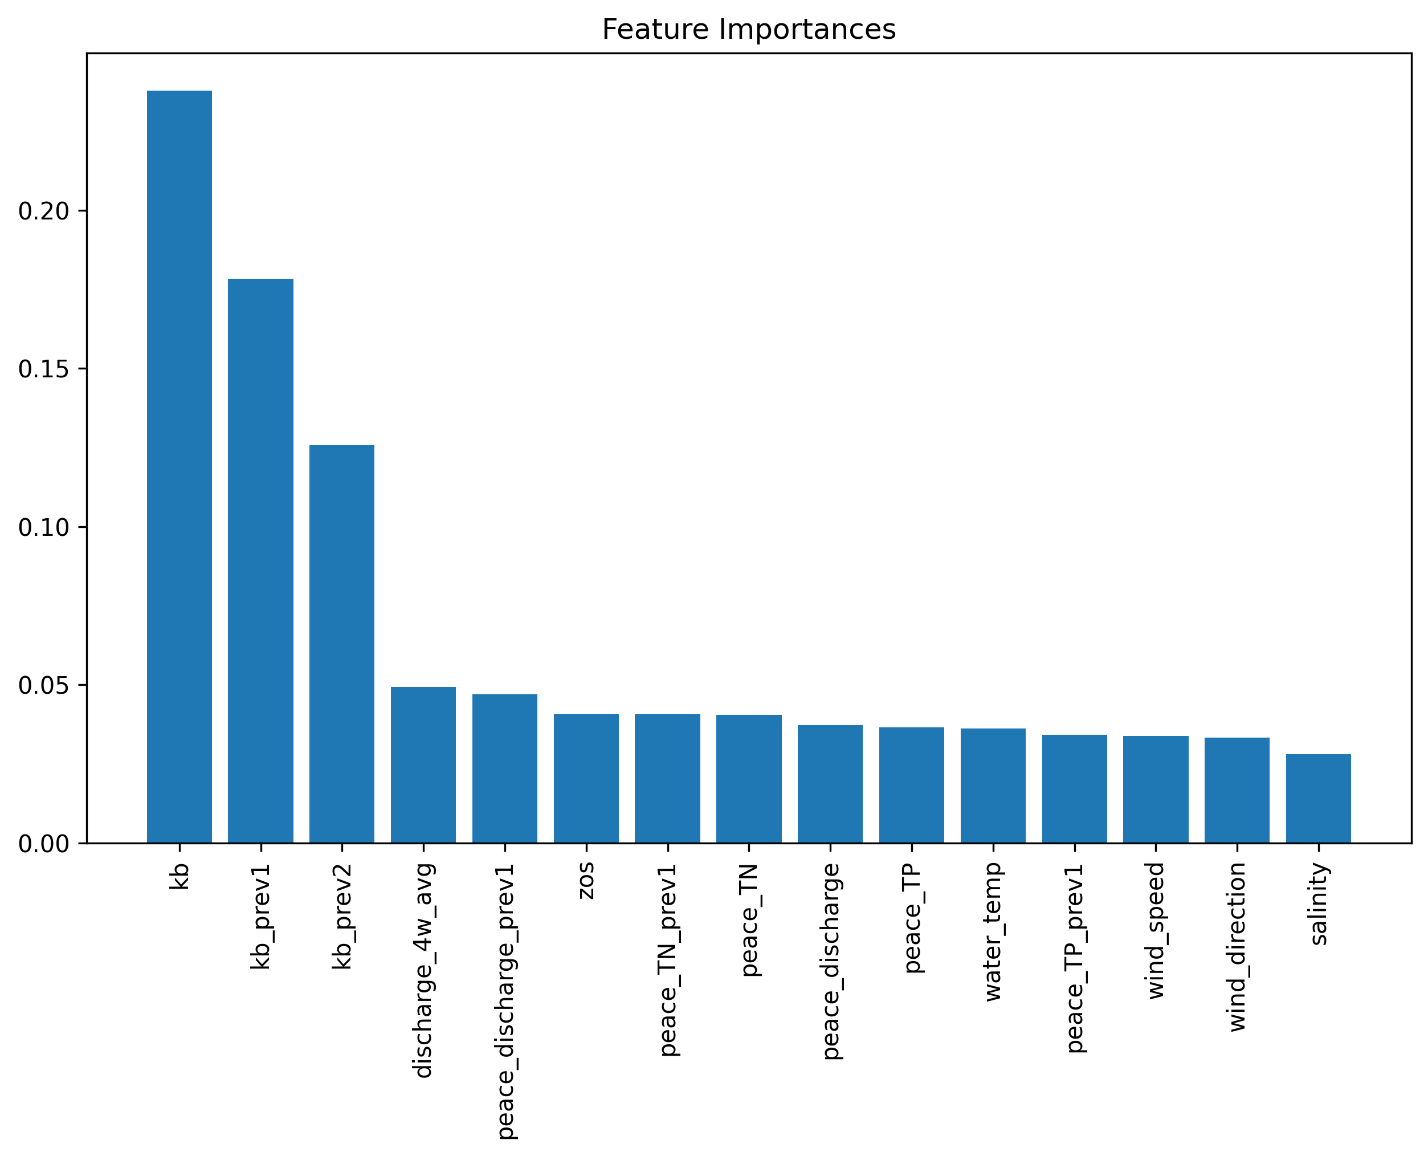 Feature Importances
0.20
0.15
0.10
0.05
0.00
kb
kb_prev1
kb_prev2
discharge_4w_avg
peace_discharge_prev1
zos
peace_TN_prev1
peace_TN
peace_discharge
peace_TP
water_temp
peace_TP_prev1
wind_speed
wind_direction
salinity